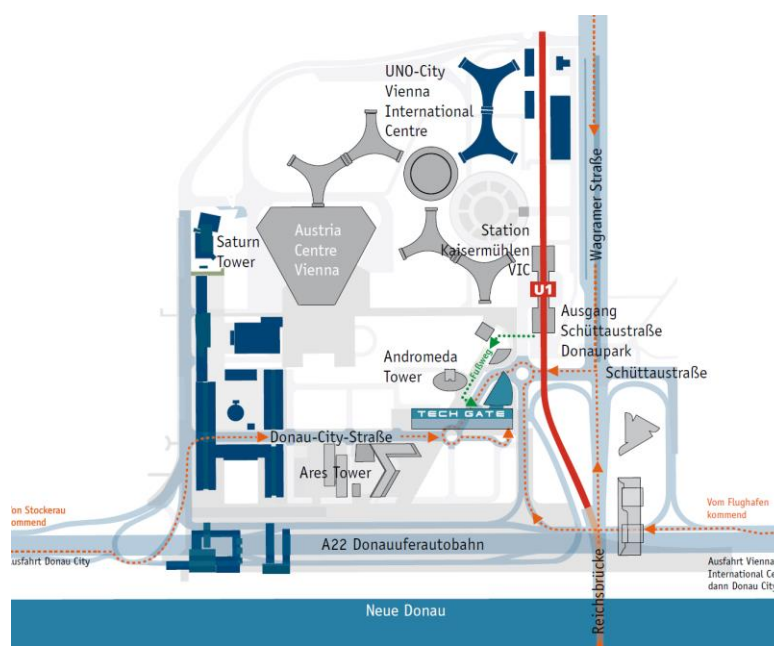 UNO-City
Vienna
International
Centre
Wagramer Straße
Saturn
Tower
Austria
Centre
Vienna
Station
Kaisermühlen
VIC
U1
Ausgang
Schüttaustraße
Donaupark
Andromeda
Tower
Fußweg
Schüttaustraße
TECH GATE
Donau-City-Straße
Ares Tower
on Stockerau
ommend
Vom Flughafen
kommend
A22 Donauuferautobahn
usfahrt Donau City
Ausfahrt Vienna
International Ce
dann Donau City
Reichsbrücke
Neue Donau